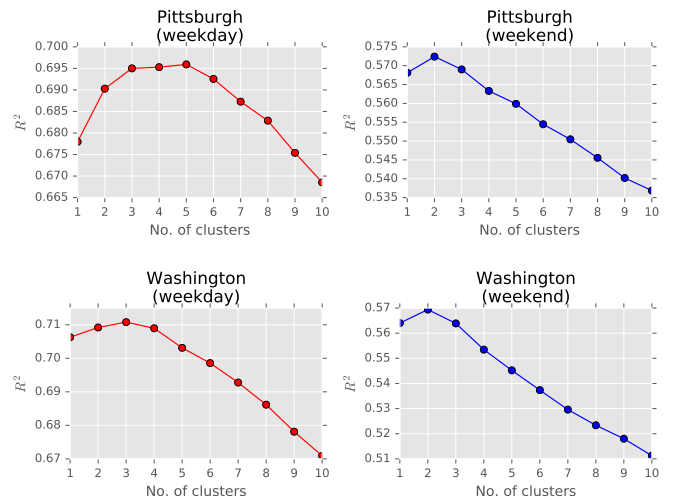 Pittsburgh
(weekday)
0.700
0.695
0.690
0.685
0.680
0.675
0.670
0.665
R²
1 2 3 4 5 6 7 8 9 10
No. of clusters
Pittsburgh
(weekend)
0.575
0.570
0.565
0.560
0.555
0.550
0.545
0.540
0.535
R²
1 2 3 4 5 6 7 8 9 10
No. of clusters
Washington
(weekday)
0.71
0.70
0.69
0.68
0.67
R²
1 2 3 4 5 6 7 8 9 10
No. of clusters
Washington
(weekend)
0.57
0.56
0.55
0.54
0.53
0.52
0.51
R²
1 2 3 4 5 6 7 8 9 10
No. of clusters